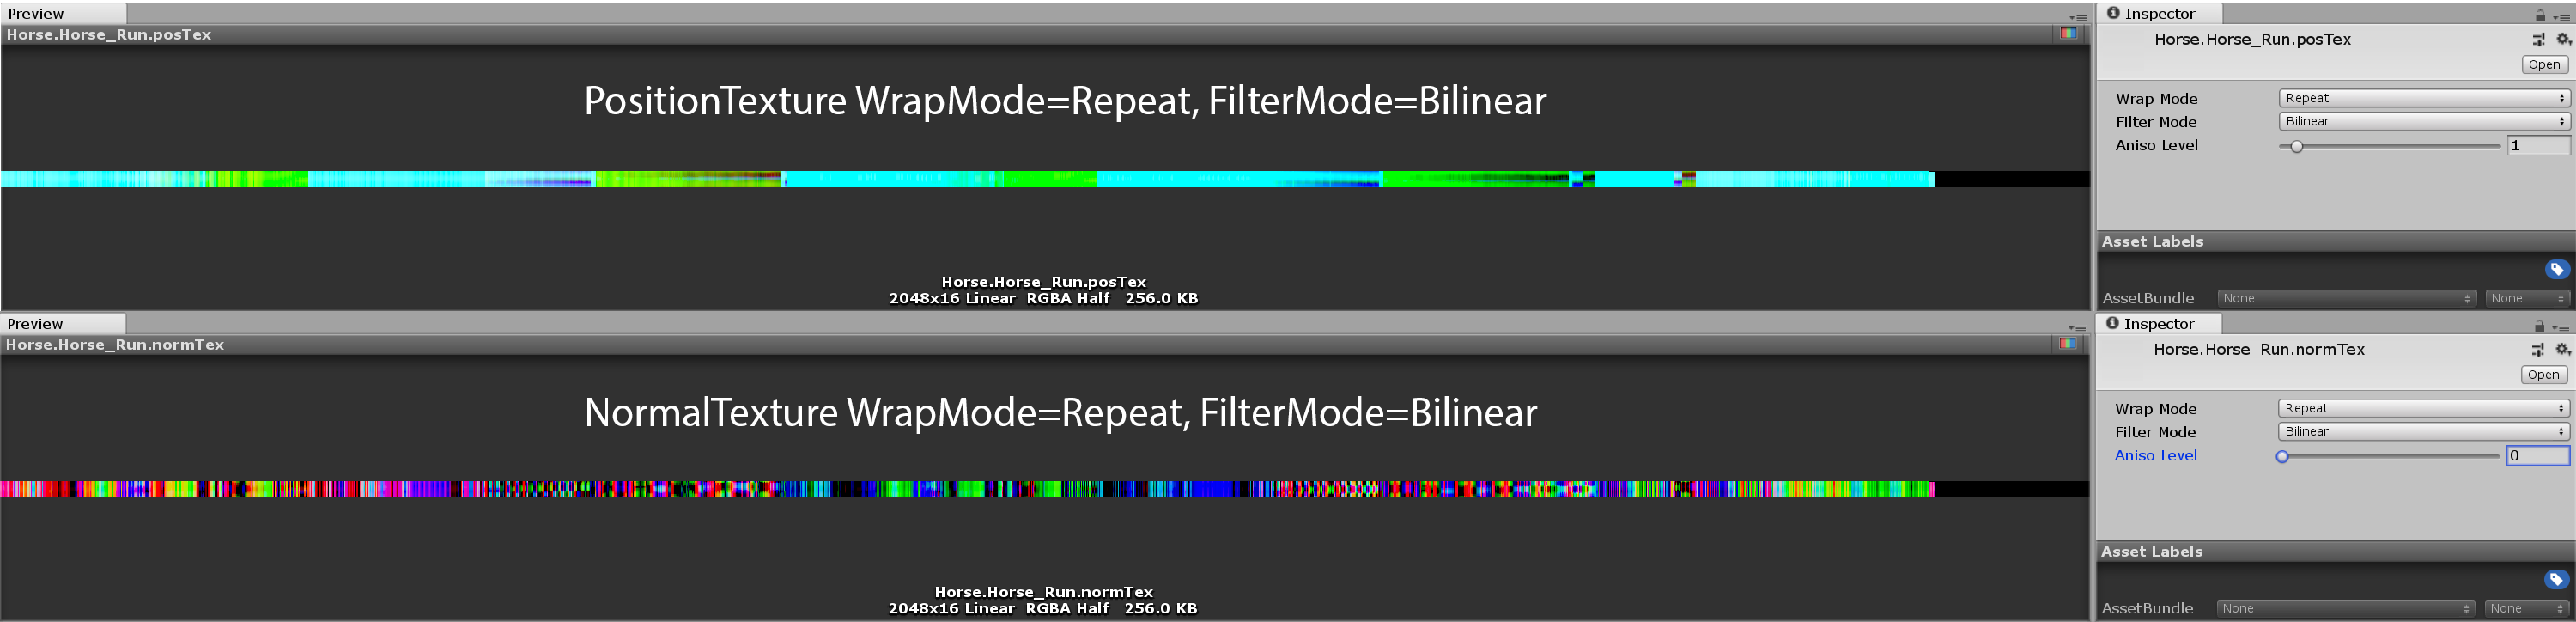 Preview
Horse.Horse_Run.posTex
PositionTexture WrapMode=Repeat, FilterMode=Bilinear
Horse.Horse_Run.posTex
2048x16 Linear  RGBA Half   256.0 KB
Inspector
Horse.Horse_Run.posTex
Open
Wrap Mode Repeat
Filter Mode Bilinear
Aniso Level 1
Asset Labels
AssetBundle None None
Preview
Horse.Horse_Run.normTex
NormalTexture WrapMode=Repeat, FilterMode=Bilinear
Horse.Horse_Run.normTex
2048x16 Linear  RGBA Half   256.0 KB
Inspector
Horse.Horse_Run.normTex
Open
Wrap Mode Repeat
Filter Mode Bilinear
Aniso Level 0
Asset Labels
AssetBundle None None